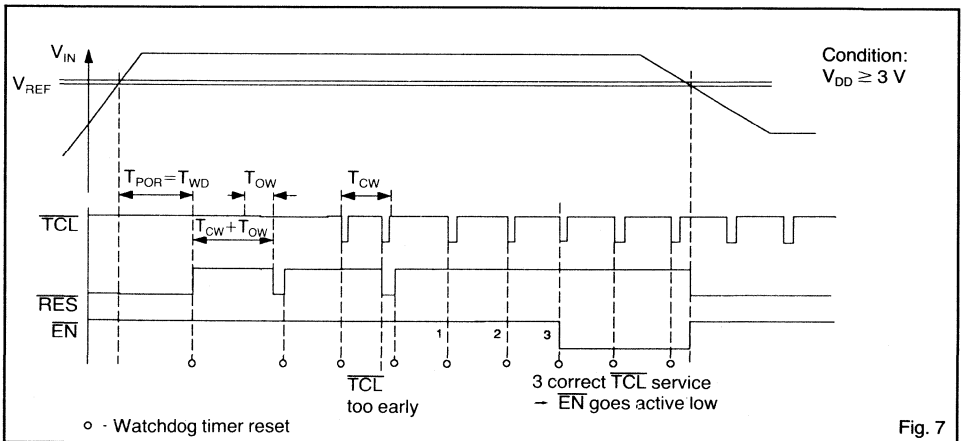 V_IN
Condition:
V_DD ≥ 3 V
V_REF
T_POR=T_WD
T_OW
T_CW
TCL
T_CW+T_OW
RES
EN
1
2
3
TCL
too early
3 correct TCL service
→ EN goes active low
o - Watchdog timer reset
Fig. 7